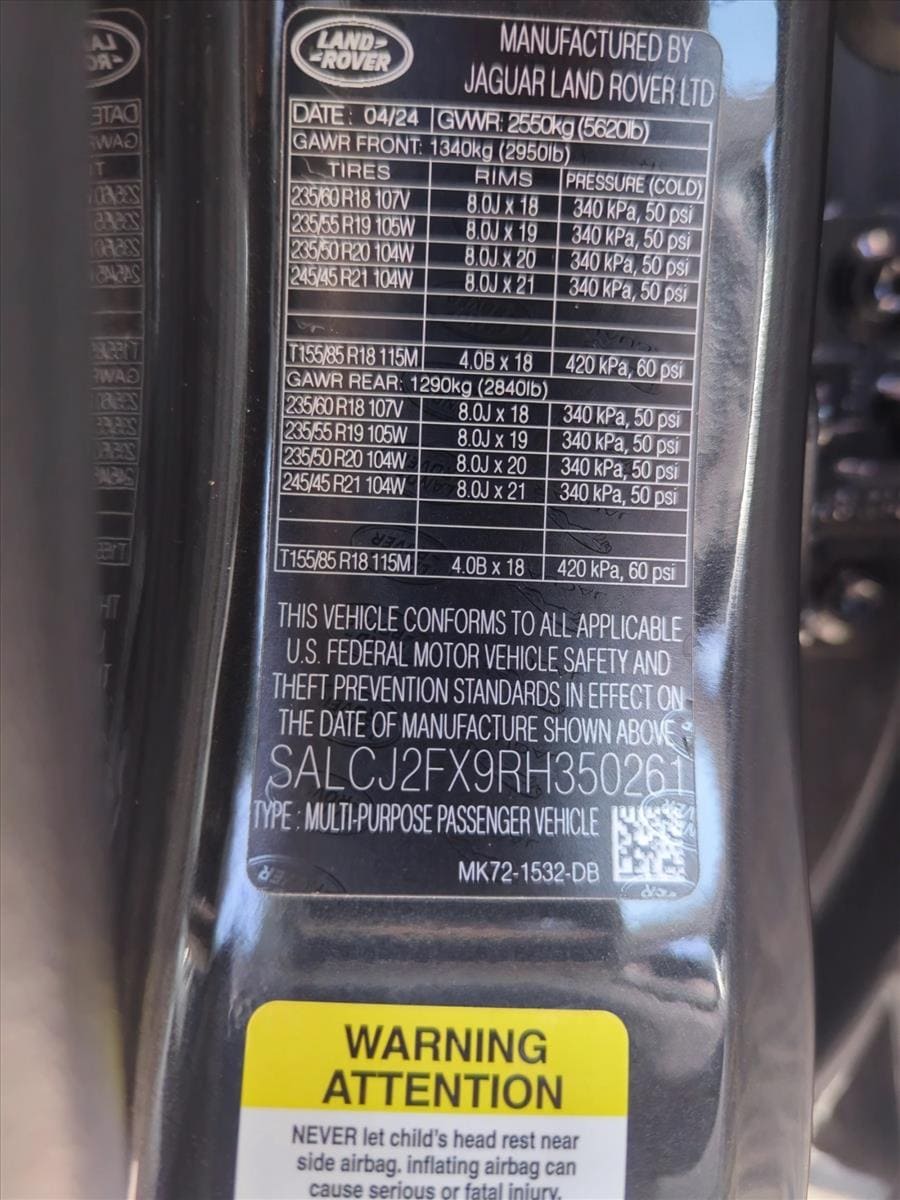 LAND ROVER
MANUFACTURED BY
JAGUAR LAND ROVER LTD
DATE: 04/24 GVWR: 2550kg (5620lb)
GAWR FRONT: 1340kg (2950lb)
TIRES RIMS PRESSURE (COLD)
235/60 R18 107V 8.0J x 18 340 kPa, 50 psi
235/55 R19 105W 8.0J x 19 340 kPa, 50 psi
235/50 R20 104W 8.0J x 20 340 kPa, 50 psi
245/45 R21 104W 8.0J x 21 340 kPa, 50 psi
T155/85 R18 115M 4.0B x 18 420 kPa, 60 psi
GAWR REAR: 1290kg (2840lb)
235/60 R18 107V 8.0J x 18 340 kPa, 50 psi
235/55 R19 105W 8.0J x 19 340 kPa, 50 psi
235/50 R20 104W 8.0J x 20 340 kPa, 50 psi
245/45 R21 104W 8.0J x 21 340 kPa, 50 psi
T155/85 R18 115M 4.0B x 18 420 kPa, 60 psi
THIS VEHICLE CONFORMS TO ALL APPLICABLE
U.S. FEDERAL MOTOR VEHICLE SAFETY AND
THEFT PREVENTION STANDARDS IN EFFECT ON
THE DATE OF MANUFACTURE SHOWN ABOVE
SALCJ2FX9RH350261
TYPE : MULTI-PURPOSE PASSENGER VEHICLE
MK72-1532-DB
WARNING
ATTENTION
NEVER let child's head rest near
side airbag. inflating airbag can
cause serious or fatal injury.